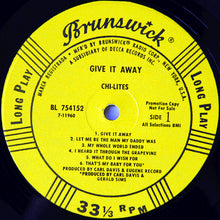 Brunswick
MFR'D BY BRUNSWICK RADIO CORP.
MARCA REGISTRADA • SUBSIDIARY OF DECCA RECORDS INC. • NEW YORK, U.S.A.
GIVE IT AWAY
CHI-LITES
LONG PLAY
LONG PLAY
BL 754152
7-11960
Promotion Copy
Not For Sale
SIDE 1
All Selections BMI
1. GIVE IT AWAY
2. LET ME BE THE MAN MY DADDY WAS
3. MY WHOLE WORLD ENDED
4. I HEARD IT THROUGH THE GRAPEVINE
5. WHAT DO I WISH FOR
6. THAT'S MY BABY FOR YOU*
PRODUCED BY CARL DAVIS & EUGENE RECORD
*PRODUCED BY CARL DAVIS &
GERALD SIMS
33 1/3 RPM